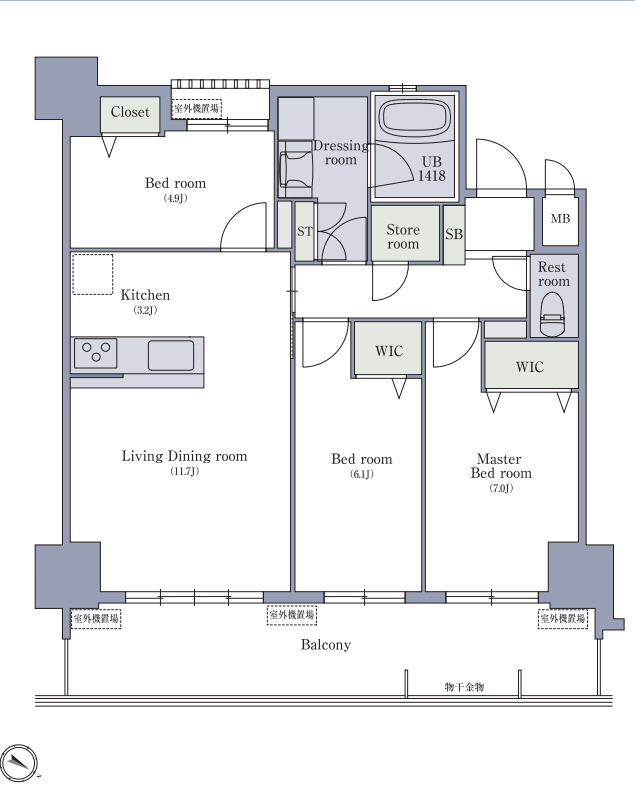 Closet
室外機置場
Bed room
(4.9J)
Dressing
room
UB
1418
ST
Store
room
SB
MB
Rest
room
Kitchen
(3.2J)
WIC
WIC
Living Dining room
(11.7J)
Bed room
(6.1J)
Master
Bed room
(7.0J)
室外機置場
室外機置場
室外機置場
Balcony
物干金物